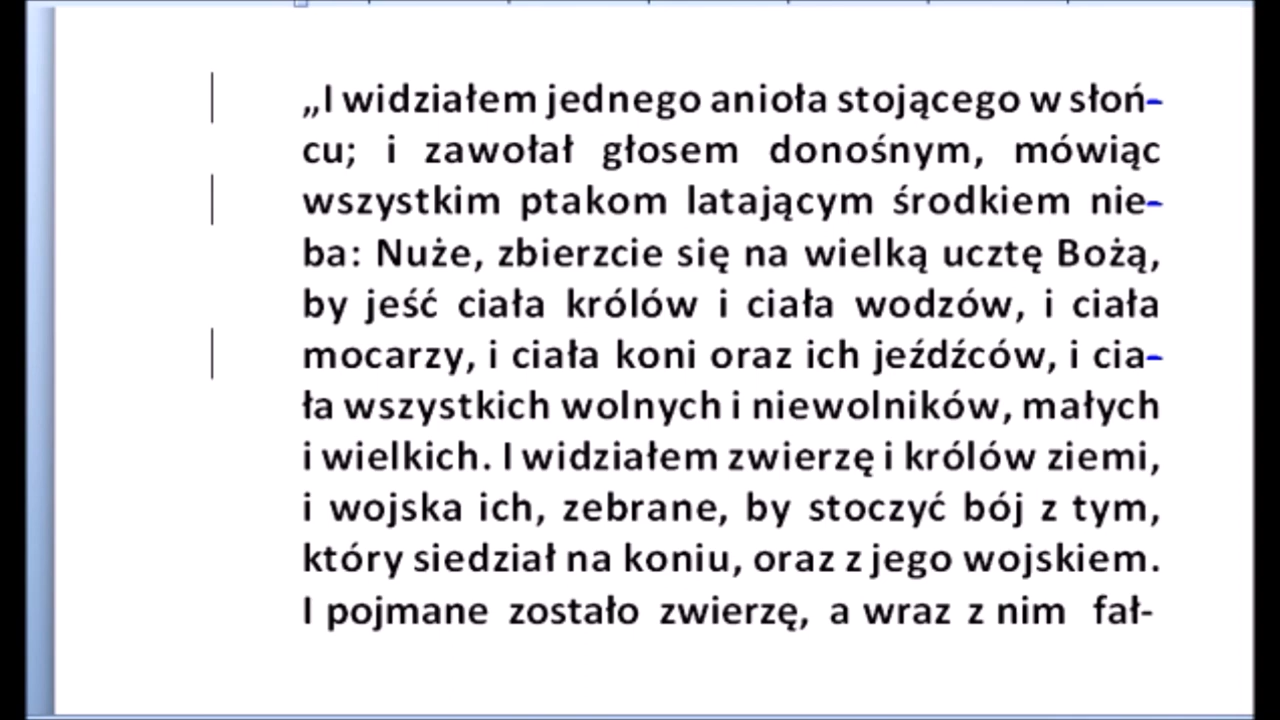 „I widziałem jednego anioła stojącego w słoń-
cu; i zawołał głosem donośnym, mówiąc
wszystkim ptakom latającym środkiem nie-
ba: Nuże, zbierzcie się na wielką ucztę Bożą,
by jeść ciała królów i ciała wodzów, i ciała
mocarzy, i ciała koni oraz ich jeźdźców, i cia-
ła wszystkich wolnych i niewolników, małych
i wielkich. I widziałem zwierzę i królów ziemi,
i wojska ich, zebrane, by stoczyć bój z tym,
który siedział na koniu, oraz z jego wojskiem.
I pojmane zostało zwierzę, a wraz z nim fał-